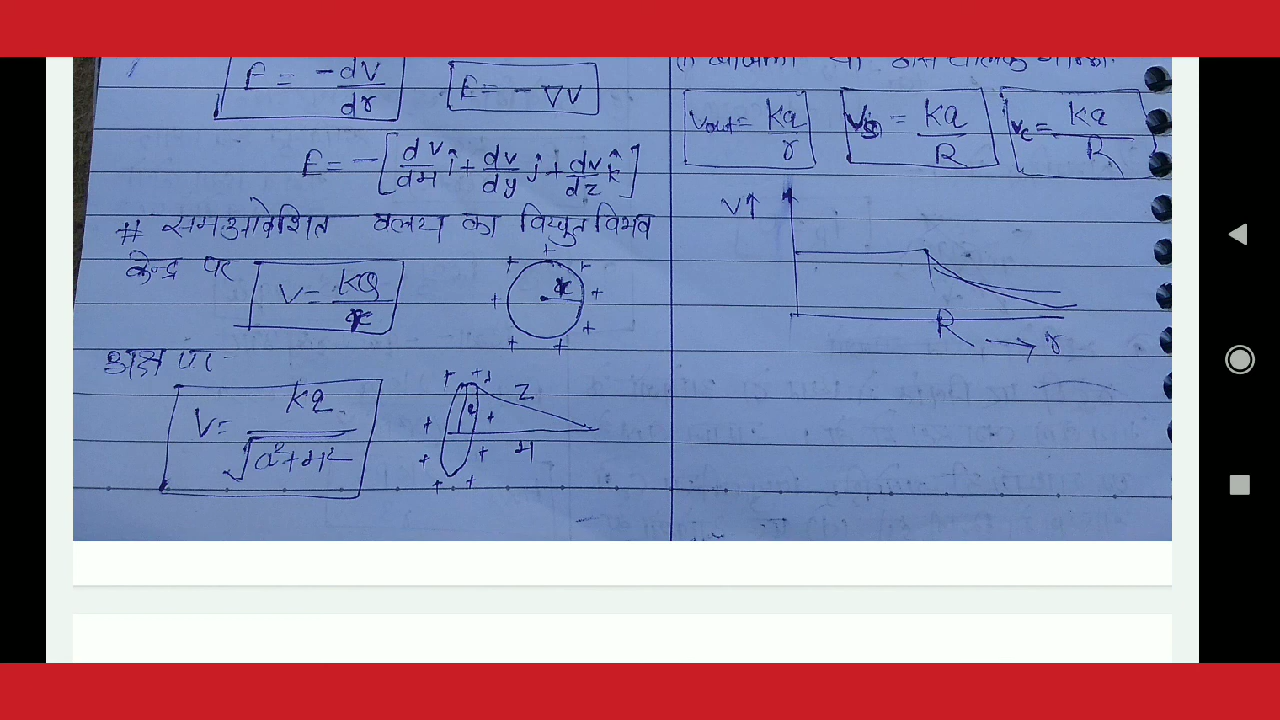 E = -dV/dr
E = - ∇V
E = -[dv/dx î + dv/dy ĵ + dv/dz k̂]
# समआवेशित वलय का विद्युत विभव
केन्द्र पर V = KQ/r
r
अक्ष पर
V = kq/√a²+x²
z
x
Vout = Kq/r
Vs = Kq/R
Vc = Kq/R
V↑
R → r